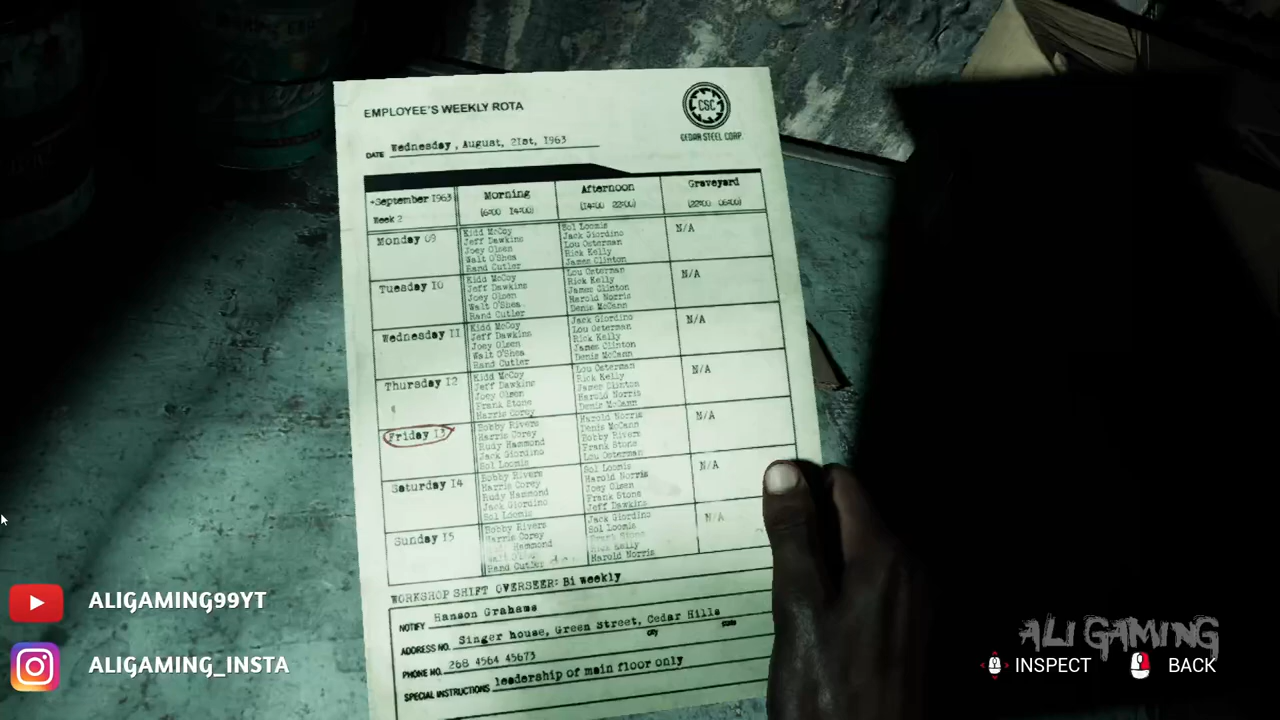 EMPLOYEE'S WEEKLY ROTA
CSC
CEDAR STEEL CORP.
DATE Wednesday, August, 21st, 1963
September 1963
Week 2
Morning
(6:00 14:00)
Afternoon
(14:00 22:00)
Graveyard
(22:00 06:00)
Monday 09
Kidd McCoy
Jeff Dawkins
Joey Olsen
Walt O'Shea
Rand Cutler
Sol Loomis
Jack Giordino
Lou Osterman
Rick Kelly
James Clinton
N/A
Tuesday 10
Kidd McCoy
Jeff Dawkins
Joey Olsen
Walt O'Shea
Rand Cutler
Lou Osterman
Rick Kelly
James Clinton
Harold Norris
Denis McCann
N/A
Wednesday 11
Kidd McCoy
Jeff Dawkins
Joey Olsen
Walt O'Shea
Rand Cutler
Jack Giordino
Lou Osterman
Rick Kelly
James Clinton
Denis McCann
N/A
Thursday 12
Kidd McCoy
Jeff Dawkins
Joey Olsen
Frank Stone
Harris Corey
Lou Osterman
Rick Kelly
James Clinton
Harold Norris
Denis McCann
N/A
Friday 13
Bobby Rivers
Harris Corey
Rudy Hammond
Jack Giordino
Sol Loomis
Harold Norris
Denis McCann
Bobby Rivers
Frank Stone
Lou Osterman
N/A
Saturday 14
Bobby Rivers
Harris Corey
Rudy Hammond
Jack Giordino
Sol Loomis
Sol Loomis
Harold Norris
Joey Olsen
Frank Stone
Jeff Dawkins
N/A
Sunday 15
Bobby Rivers
Harris Corey
Hammond
Rand Cutler
Jack Giordino
Sol Loomis
Frank Stone
Rick Kelly
Harold Norris
N/A
WORKSHOP SHIFT OVERSEER: Bi weekly
NOTIFY Hanson Grahams
ADDRESS NO. Singer house, Green Street, Cedar Hills
city state
PHONE NO. 268 4564 45673
SPECIAL INSTRUCTIONS leadership of main floor only
ALIGAMING99YT
ALIGAMING_INSTA
ALI GAMING
INSPECT
BACK